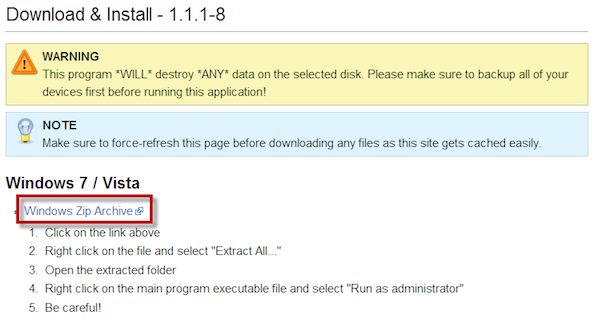 Download & Install - 1.1.1-8
WARNING
This program *WILL* destroy *ANY* data on the selected disk. Please make sure to backup all of your
devices first before running this application!
NOTE
Make sure to force-refresh this page before downloading any files as this site gets cached easily.
Windows 7 / Vista
Windows Zip Archive
1. Click on the link above
2. Right click on the file and select "Extract All..."
3. Open the extracted folder
4. Right click on the main program executable file and select "Run as administrator"
5. Be careful!